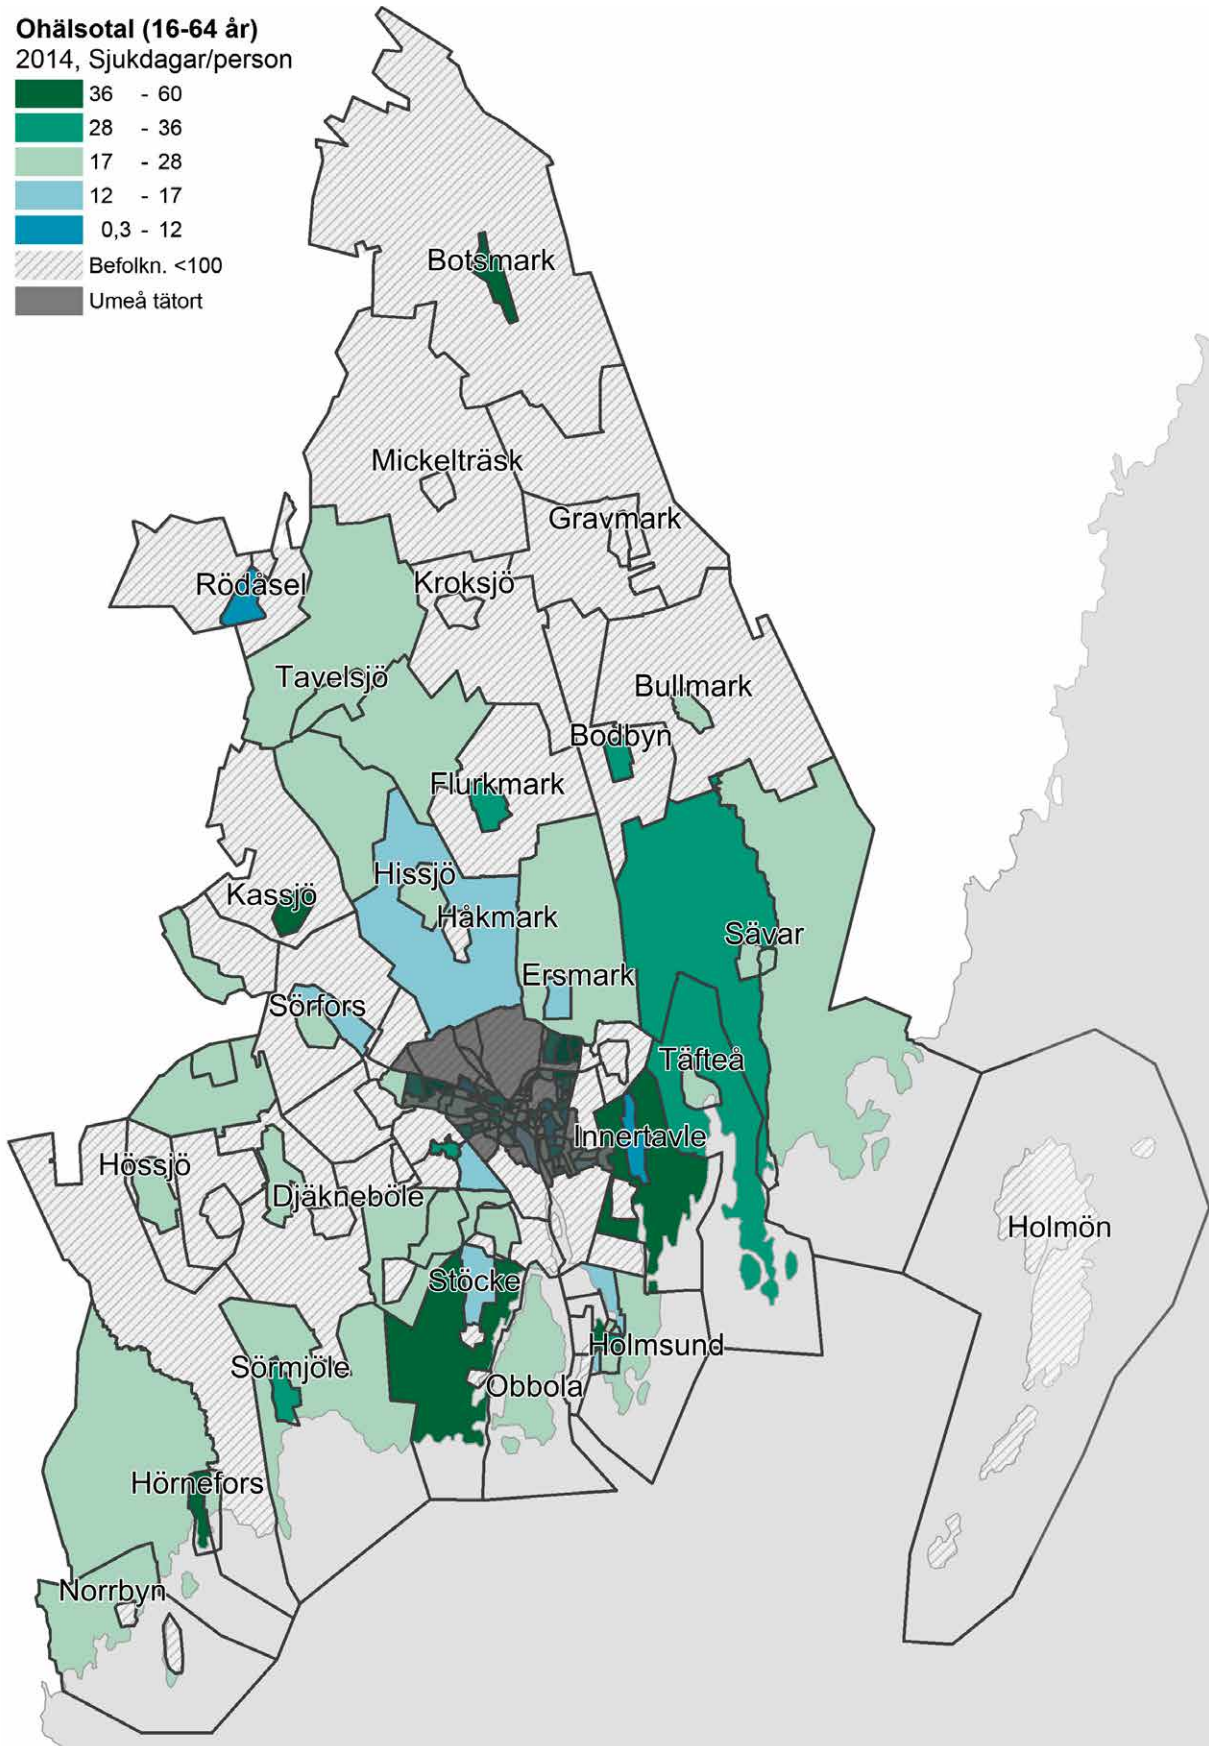 Ohälsotal (16-64 år)
2014, Sjukdagar/person
36 - 60
28 - 36
17 - 28
12 - 17
0,3 - 12
Befolkn. <100
Umeå tätort
Botsmark
Mickelträsk
Gravmark
Rödåsel
Kroksjö
Tavelsjö
Bullmark
Bodbyn
Flurkmark
Hissjö
Kassjö
Håkmark
Sävar
Ersmark
Sörfors
Täfteå
Innertavle
Hössjö
Djäkneböle
Holmön
Stöcke
Holmsund
Sörmjöle
Obbola
Hörnefors
Norrbyn